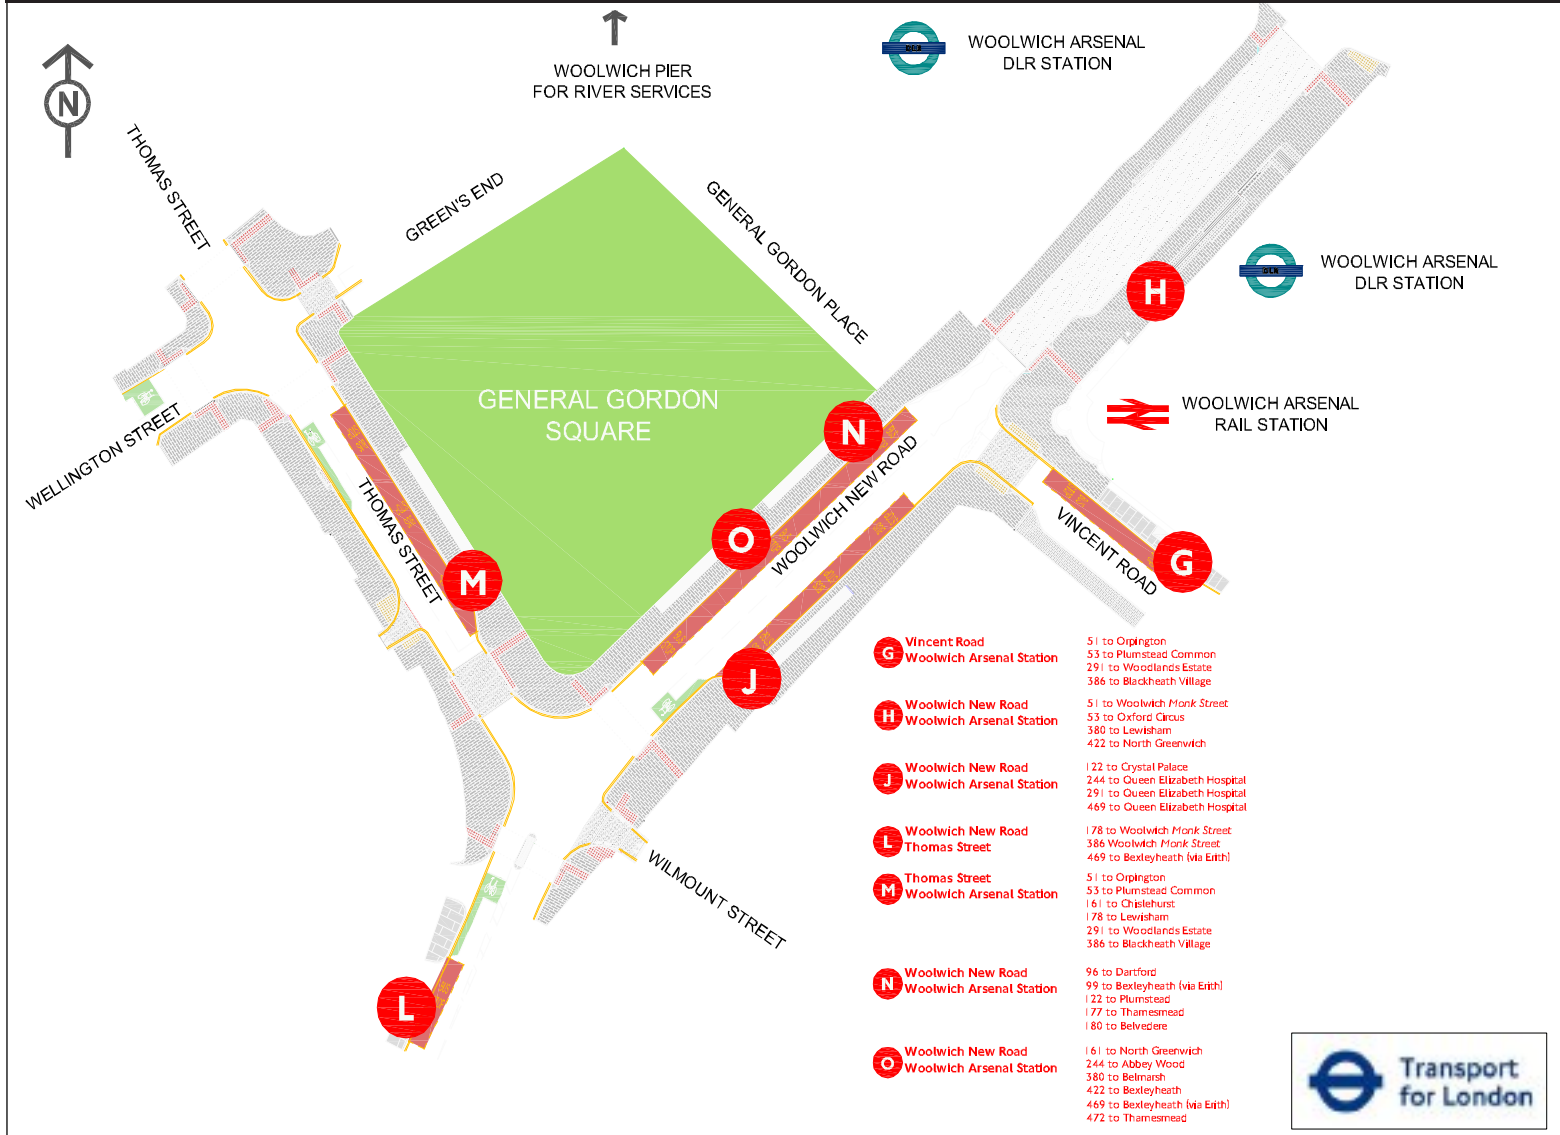 N
WOOLWICH PIER
FOR RIVER SERVICES
WOOLWICH ARSENAL
DLR STATION
THOMAS STREET
GREEN'S END
GENERAL GORDON PLACE
H
WOOLWICH ARSENAL
DLR STATION
GENERAL GORDON
SQUARE
WOOLWICH ARSENAL
RAIL STATION
WELLINGTON STREET
N
WOOLWICH NEW ROAD
THOMAS STREET
O
M
VINCENT ROAD
G
J
WILMOUNT STREET
L
G
Vincent Road
Woolwich Arsenal Station
51 to Orpington
53 to Plumstead Common
291 to Woodlands Estate
386 to Blackheath Village
H
Woolwich New Road
Woolwich Arsenal Station
51 to Woolwich Monk Street
53 to Oxford Circus
380 to Lewisham
422 to North Greenwich
J
Woolwich New Road
Woolwich Arsenal Station
122 to Crystal Palace
244 to Queen Elizabeth Hospital
291 to Queen Elizabeth Hospital
469 to Queen Elizabeth Hospital
L
Woolwich New Road
Thomas Street
178 to Woolwich Monk Street
386 Woolwich Monk Street
469 to Bexleyheath (via Erith)
M
Thomas Street
Woolwich Arsenal Station
51 to Orpington
53 to Plumstead Common
161 to Chislehurst
178 to Lewisham
291 to Woodlands Estate
386 to Blackheath Village
N
Woolwich New Road
Woolwich Arsenal Station
96 to Dartford
99 to Bexleyheath (via Erith)
122 to Plumstead
177 to Thamesmead
180 to Belvedere
O
Woolwich New Road
Woolwich Arsenal Station
161 to North Greenwich
244 to Abbey Wood
380 to Belmarsh
422 to Bexleyheath
469 to Bexleyheath (via Erith)
472 to Thamesmead
Transport
for London